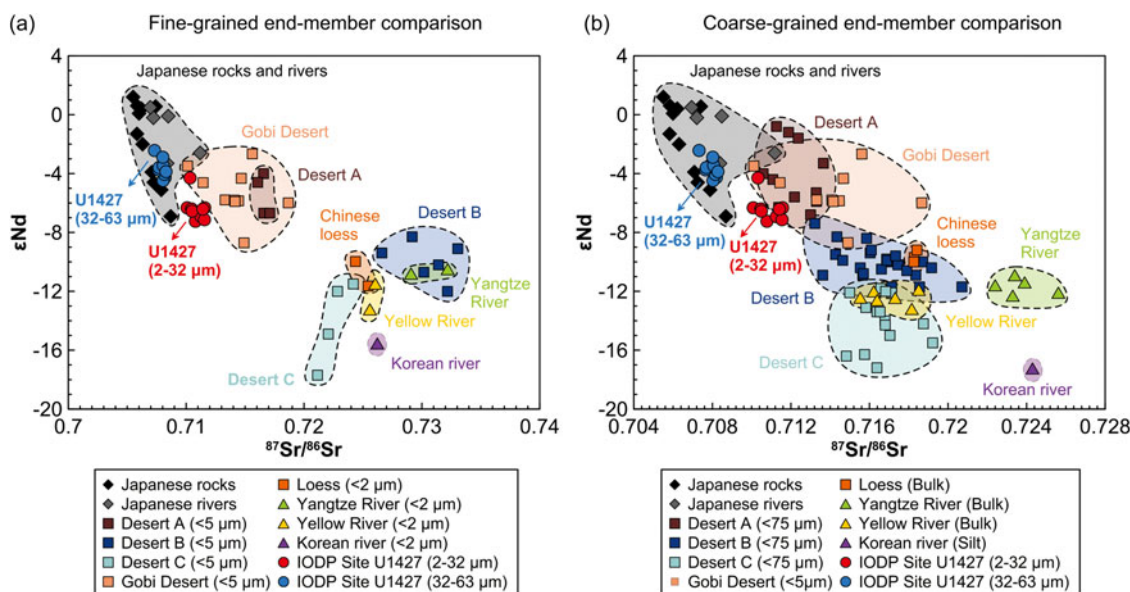 (a)
Fine-grained end-member comparison
4
0
-4
-8
-12
-16
-20
εNd
0.7
0.71
0.72
0.73
0.74
⁸⁷Sr/⁸⁶Sr
Japanese rocks and rivers
Gobi Desert
Desert A
U1427
(32-63 µm)
U1427
(2-32 µm)
Chinese
loess
Desert B
Yangtze
River
Yellow River
Desert C
Korean river
Japanese rocks
Japanese rivers
Desert A (<5 µm)
Desert B (<5 µm)
Desert C (<5 µm)
Gobi Desert (<5 µm)
Loess (<2 µm)
Yangtze River (<2 µm)
Yellow River (<2 µm)
Korean river (<2 µm)
IODP Site U1427 (2-32 µm)
IODP Site U1427 (32-63 µm)
(b)
Coarse-grained end-member comparison
4
0
-4
-8
-12
-16
-20
εNd
0.704
0.708
0.712
0.716
0.72
0.724
0.728
⁸⁷Sr/⁸⁶Sr
Japanese rocks and rivers
Desert A
Gobi Desert
U1427
(32-63 µm)
U1427
(2-32 µm)
Chinese
loess
Yangtze
River
Desert B
Yellow River
Desert C
Korean river
Japanese rocks
Japanese rivers
Desert A (<75 µm)
Desert B (<75 µm)
Desert C (<75 µm)
Gobi Desert (<5µm)
Loess (Bulk)
Yangtze River (Bulk)
Yellow River (Bulk)
Korean river (Silt)
IODP Site U1427 (2-32 µm)
IODP Site U1427 (32-63 µm)